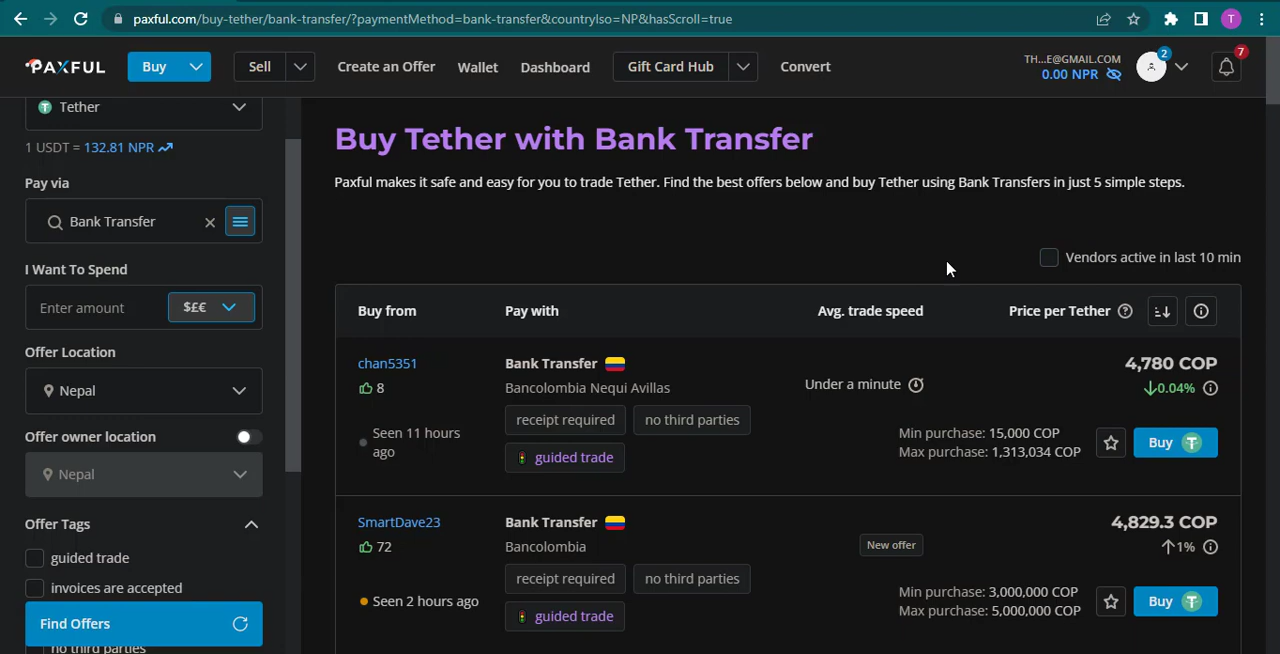 paxful.com/buy-tether/bank-transfer/?paymentMethod=bank-transfer&countryIso=NP&hasScroll=true
T
PAXFUL
Buy
Sell
Create an Offer
Wallet
Dashboard
Gift Card Hub
Convert
TH...E@GMAIL.COM
0.00 NPR
2
7
Tether
1 USDT = 132.81 NPR
Pay via
Bank Transfer
I Want To Spend
Enter amount
$££
Offer Location
Nepal
Offer owner location
Nepal
Offer Tags
guided trade
invoices are accepted
Find Offers
no third parties
Buy Tether with Bank Transfer
Paxful makes it safe and easy for you to trade Tether. Find the best offers below and buy Tether using Bank Transfers in just 5 simple steps.
Vendors active in last 10 min
Buy from
Pay with
Avg. trade speed
Price per Tether
chan5351
8
Seen 11 hours
ago
Bank Transfer
Bancolombia Nequi Avillas
receipt required
no third parties
guided trade
Under a minute
4,780 COP
0.04%
Min purchase: 15,000 COP
Max purchase: 1,313,034 COP
Buy
SmartDave23
72
Seen 2 hours ago
Bank Transfer
Bancolombia
receipt required
no third parties
guided trade
New offer
4,829.3 COP
1%
Min purchase: 3,000,000 COP
Max purchase: 5,000,000 COP
Buy